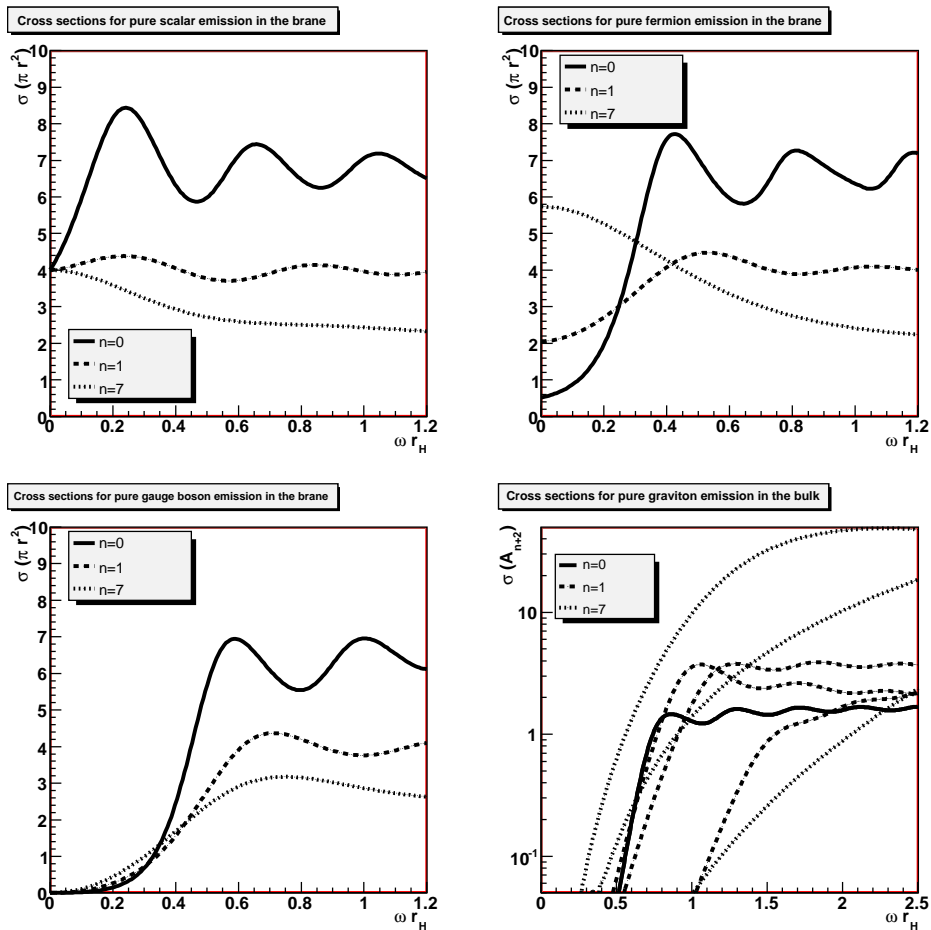 Cross sections for pure scalar emission in the brane
σ (π r²)
10
9
8
7
6
5
4
3
2
1
0
n=0
n=1
n=7
0 0.2 0.4 0.6 0.8 1 1.2
ω r_H
Cross sections for pure fermion emission in the brane
σ (π r²)
10
9
8
7
6
5
4
3
2
1
0
n=0
n=1
n=7
0 0.2 0.4 0.6 0.8 1 1.2
ω r_H
Cross sections for pure gauge boson emission in the brane
σ (π r²)
10
9
8
7
6
5
4
3
2
1
0
n=0
n=1
n=7
0 0.2 0.4 0.6 0.8 1 1.2
ω r_H
Cross sections for pure graviton emission in the bulk
σ (A_{n+2})
10
1
10⁻¹
n=0
n=1
n=7
0 0.5 1 1.5 2 2.5
ω r_H